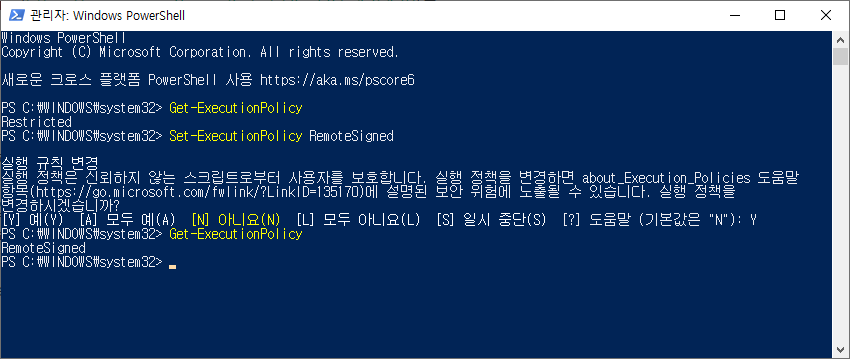 관리자: Windows PowerShell
Windows PowerShell
Copyright (C) Microsoft Corporation. All rights reserved.
새로운 크로스 플랫폼 PowerShell 사용 https://aka.ms/pscore6
PS C:\WINDOWS\system32> Get-ExecutionPolicy
Restricted
PS C:\WINDOWS\system32> Set-ExecutionPolicy RemoteSigned
실행 규칙 변경
실행 정책은 신뢰하지 않는 스크립트로부터 사용자를 보호합니다. 실행 정책을 변경하면 about_Execution_Policies 도움말
항목(https://go.microsoft.com/fwlink/?LinkID=135170)에 설명된 보안 위험에 노출될 수 있습니다. 실행 정책을
변경하시겠습니까?
[Y] 예(Y)  [A] 모두 예(A)  [N] 아니요(N)  [L] 모두 아니요(L)  [S] 일시 중단(S)  [?] 도움말 (기본값은 "N"): Y
PS C:\WINDOWS\system32> Get-ExecutionPolicy
RemoteSigned
PS C:\WINDOWS\system32>